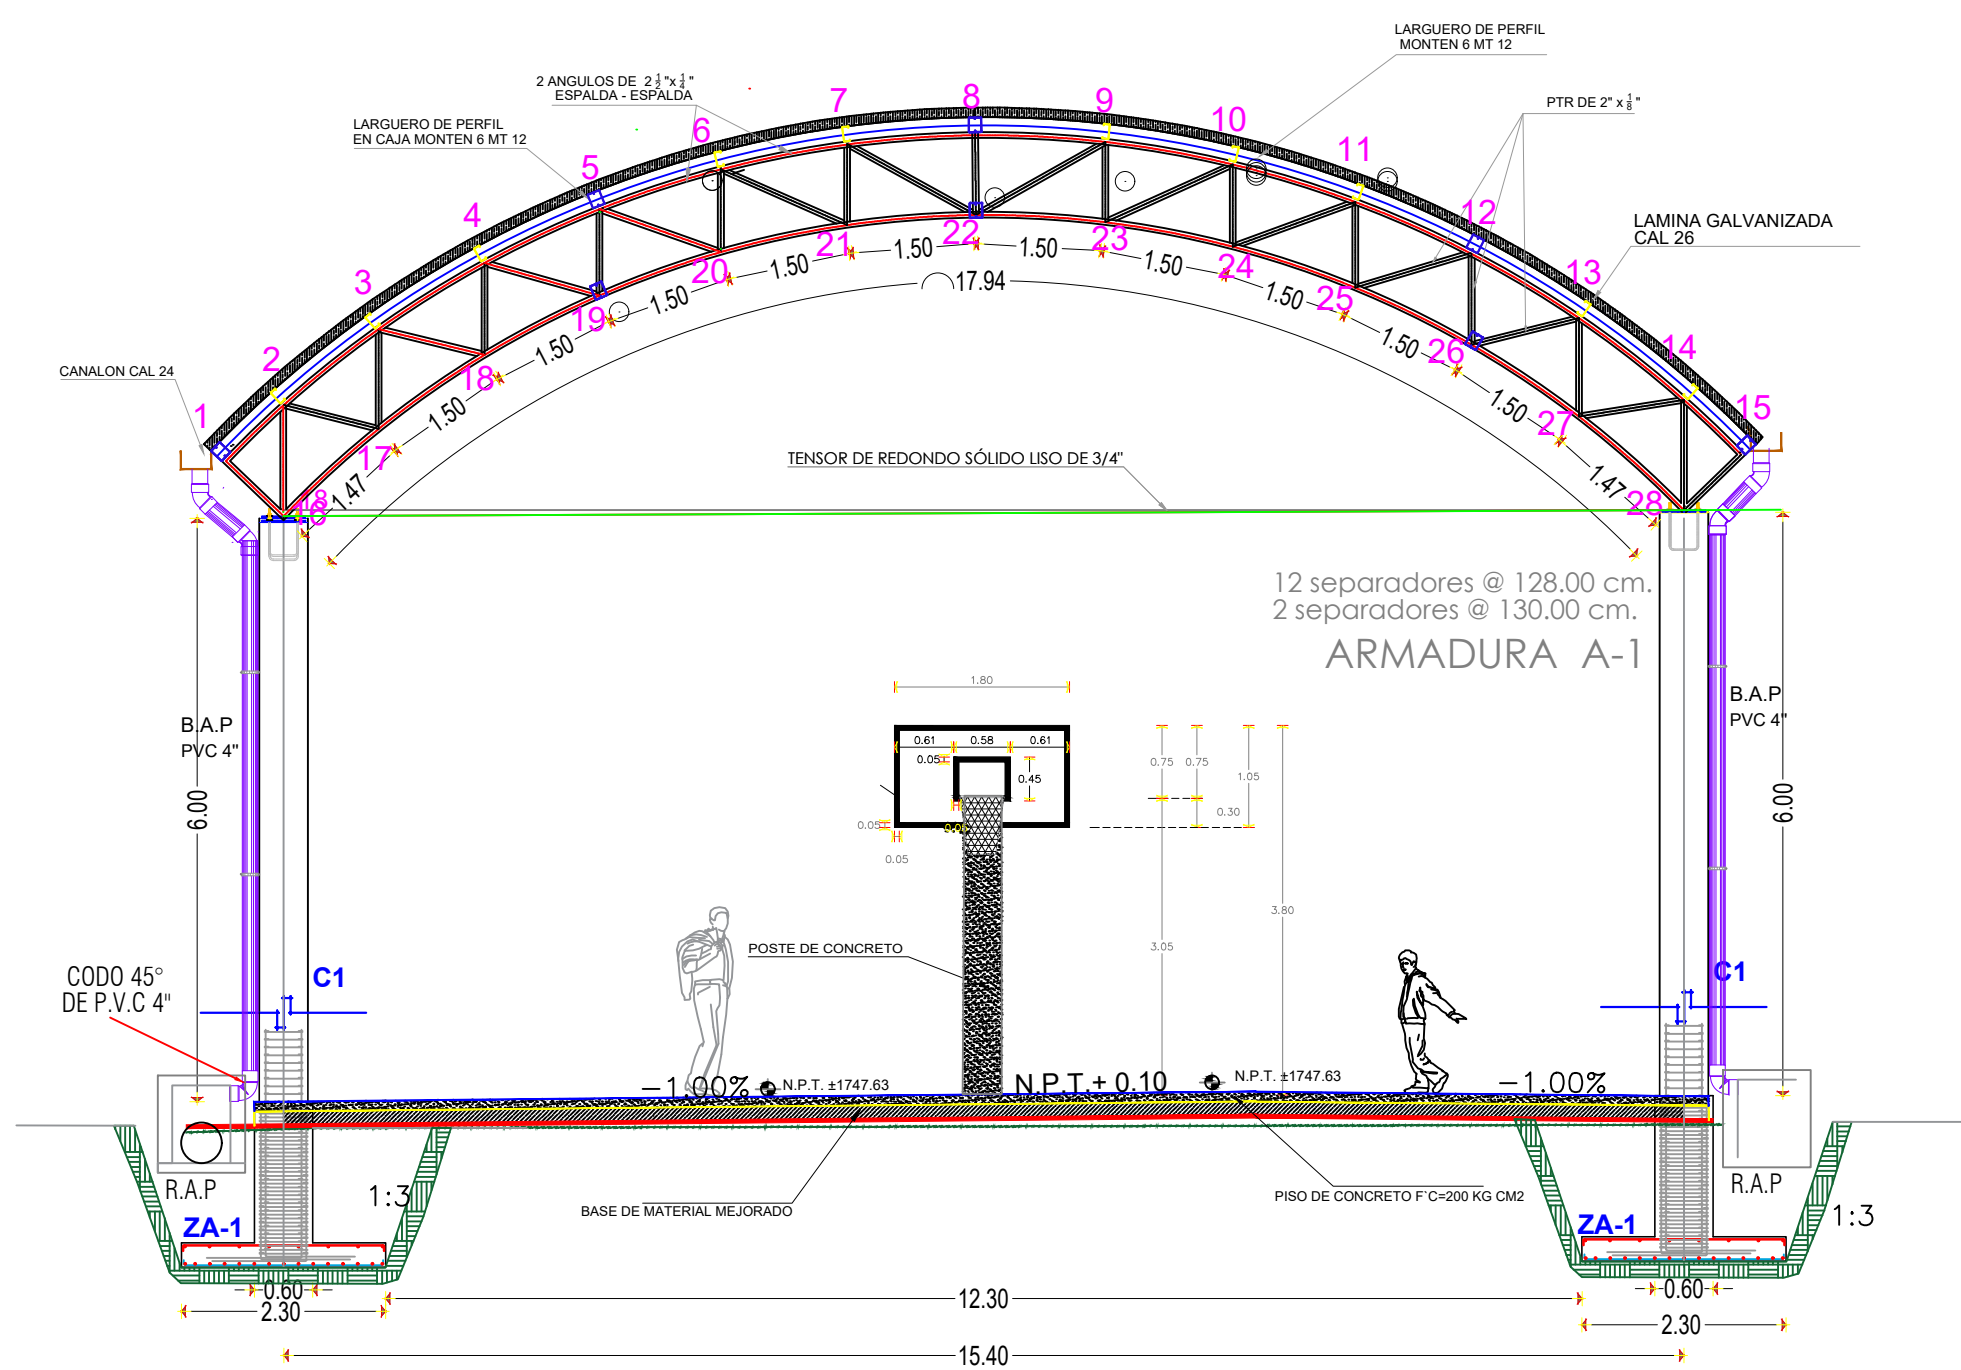 LARGUERO DE PERFIL
MONTEN 6 MT 12
2 ANGULOS DE 2 1/2"x 1/4"
ESPALDA - ESPALDA
PTR DE 2" x 1/8"
LARGUERO DE PERFIL
EN CAJA MONTEN 6 MT 12
LAMINA GALVANIZADA
CAL 26
CANALON CAL 24
1
2
3
4
5
6
7
8
9
10
11
12
13
14
15
16
18
17
18
19
20
21
22
23
24
25
26
27
28
1.47
1.50
1.50
1.50
1.50
1.50
1.50
1.50
1.50
1.50
1.50
1.47
17.94
TENSOR DE REDONDO SÓLIDO LISO DE 3/4"
12 separadores @ 128.00 cm.
2 separadores @ 130.00 cm.
ARMADURA A-1
1.80
0.61
0.58
0.61
0.05
0.45
0.05
0.05
0.05
0.75
0.75
1.05
0.30
3.80
3.05
B.A.P
PVC 4"
B.A.P
PVC 4"
6.00
6.00
POSTE DE CONCRETO
CODO 45°
DE P.V.C 4"
C1
C1
-1.00%
N.P.T. ±1747.63
N.P.T.+ 0.10
N.P.T. ±1747.63
-1.00%
R.A.P
R.A.P
1:3
1:3
BASE DE MATERIAL MEJORADO
PISO DE CONCRETO F`C=200 KG CM2
ZA-1
ZA-1
0.60
2.30
12.30
0.60
2.30
15.40